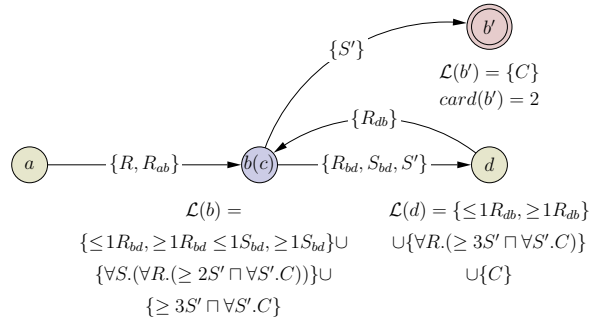 b′
{S′}
𝓛(b′) = {C}
card(b′) = 2
{R_db}
a
{R, R_ab}
b(c)
{R_bd, S_bd, S′}
d
𝓛(b) =
{≤1R_bd, ≥1R_bd ≤1S_bd, ≥1S_bd}∪
{∀S.(∀R.(≥ 2S′ ⊓ ∀S′.C))}∪
{≥ 3S′ ⊓ ∀S′.C}
𝓛(d) = {≤1R_db, ≥1R_db}
∪{∀R.(≥ 3S′ ⊓ ∀S′.C)}
∪{C}